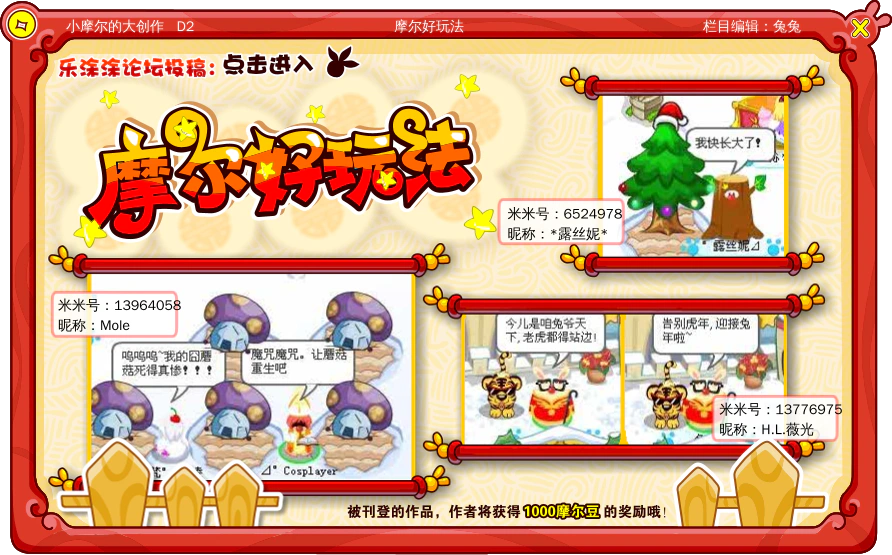 小摩尔的大创作 D2
摩尔好玩法
栏目编辑：兔兔
乐涂涂论坛投稿：点击进入
摩尔好玩法
我快长大了！
米米号：6524978
昵称：*露丝妮*
露丝妮⊿
米米号：13964058
昵称：Mole
呜呜呜~我的囧蘑
菇死得真惨！！！
魔咒魔咒。让蘑菇
重生吧
⊿" Cosplayer
今儿是咱兔爷天
下,老虎都得站边!
告别虎年,迎接兔
年啦~
米米号：13776975
昵称：H.L.薇光
被刊登的作品，作者将获得1000摩尔豆的奖励哦！